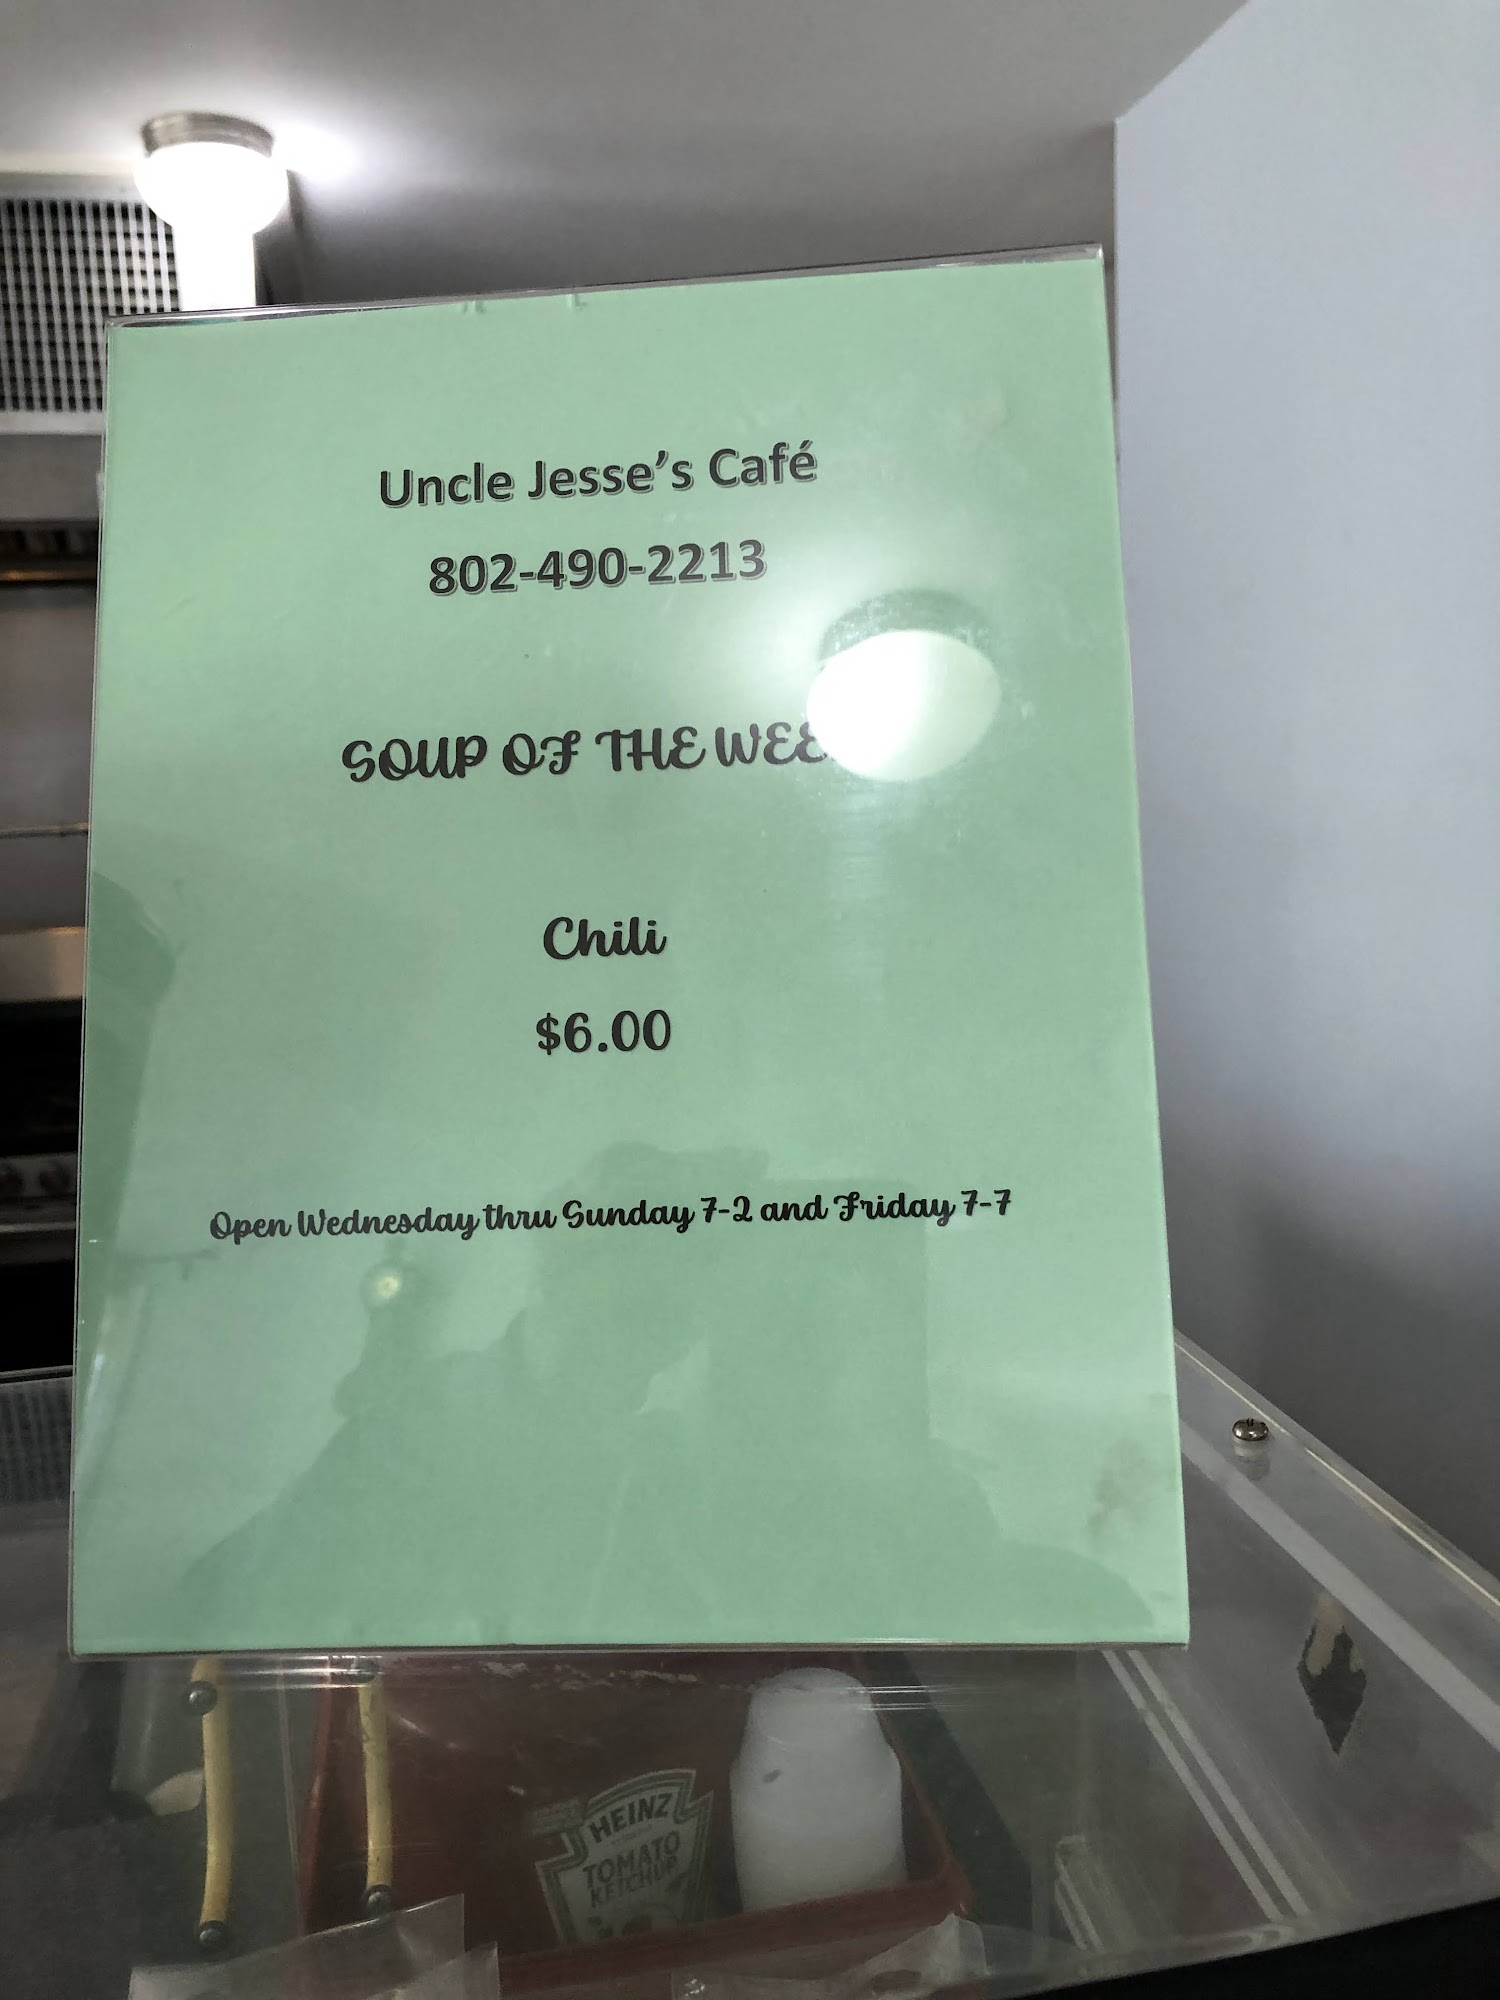 Uncle Jesse's Café
802-490-2213
SOUP OF THE WEE
Chili
$6.00
Open Wednesday thru Sunday 7-2 and Friday 7-7
HEINZ
TOMATO
KETCHUP